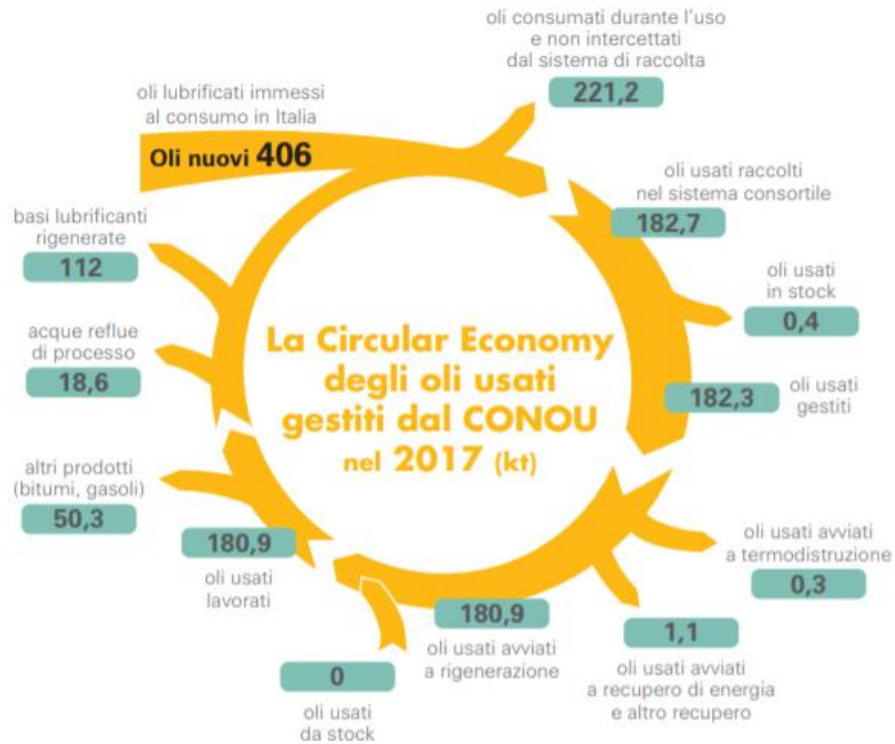 oli consumati durante l'uso
e non intercettati
dal sistema di raccolta
221,2
oli lubrificati immessi
al consumo in Italia
Oli nuovi 406
oli usati raccolti
nel sistema consortile
182,7
basi lubrificanti
rigenerate
112
oli usati
in stock
0,4
acque reflue
di processo
18,6
La Circular Economy
degli oli usati
gestiti dal CONOU
nel 2017 (kt)
182,3
oli usati
gestiti
altri prodotti
(bitumi, gasoli)
50,3
180,9
oli usati
lavorati
oli usati avviati
a termodistruzione
0,3
180,9
oli usati avviati
a rigenerazione
1,1
oli usati avviati
a recupero di energia
e altro recupero
0
oli usati
da stock